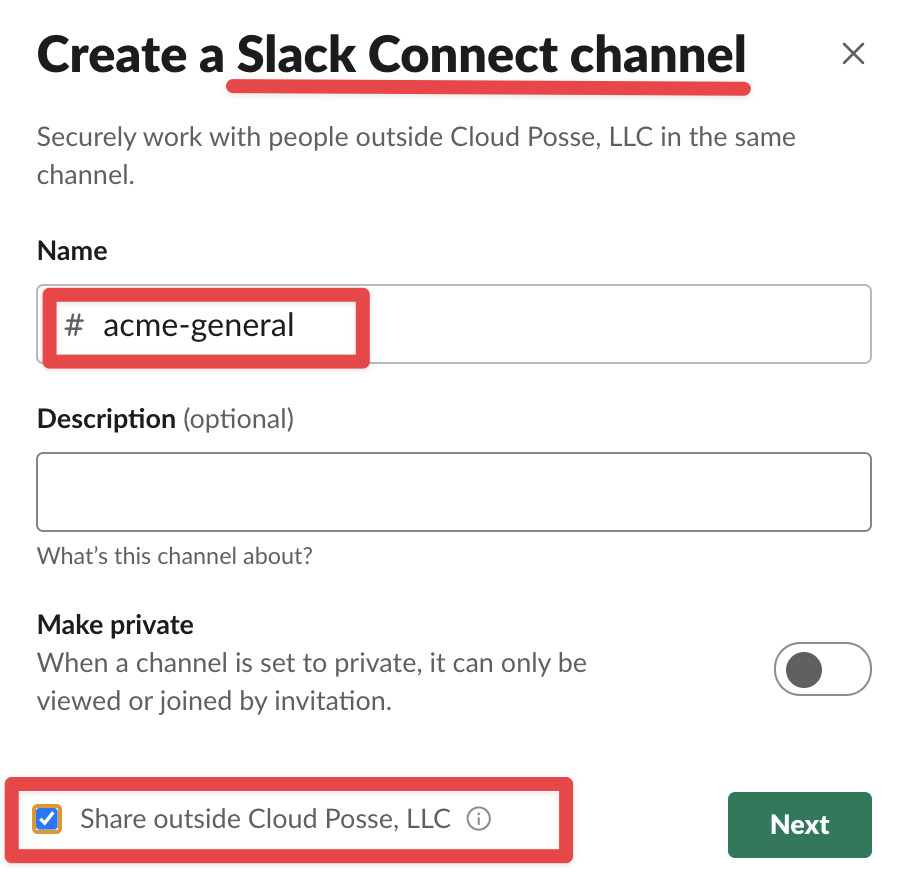 Create a Slack Connect channel
Securely work with people outside Cloud Posse, LLC in the same
channel.
Name
# acme-general
Description (optional)
What's this channel about?
Make private
When a channel is set to private, it can only be
viewed or joined by invitation.
Share outside Cloud Posse, LLC
Next